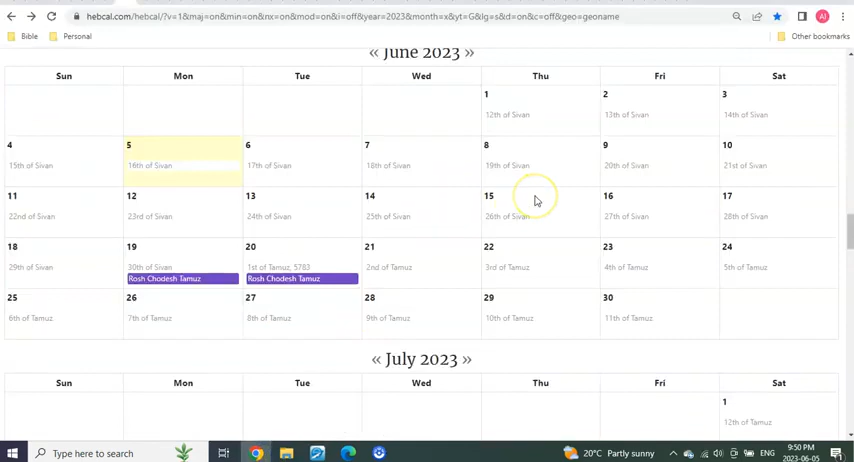 hebcal.com/hebcal/?v=1&maj=on&min=on&nx=on&mod=on&i=off&year=2023&month=x&yt=G&lg=s&d=on&c=off&geo=geoname
AI
Bible Personal Other bookmarks
« June 2023 »
Sun Mon Tue Wed Thu Fri Sat
1 2 3
12th of Sivan 13th of Sivan 14th of Sivan
4 5 6 7 8 9 10
15th of Sivan 16th of Sivan 17th of Sivan 18th of Sivan 19th of Sivan 20th of Sivan 21st of Sivan
11 12 13 14 15 16 17
22nd of Sivan 23rd of Sivan 24th of Sivan 25th of Sivan 26th of Sivan 27th of Sivan 28th of Sivan
18 19 20 21 22 23 24
29th of Sivan 30th of Sivan 1st of Tamuz, 5783 2nd of Tamuz 3rd of Tamuz 4th of Tamuz 5th of Tamuz
Rosh Chodesh Tamuz Rosh Chodesh Tamuz
25 26 27 28 29 30
6th of Tamuz 7th of Tamuz 8th of Tamuz 9th of Tamuz 10th of Tamuz 11th of Tamuz
« July 2023 »
Sun Mon Tue Wed Thu Fri Sat
1
12th of Tamuz
Type here to search 20°C Partly sunny ENG 9:50 PM
2023-06-05